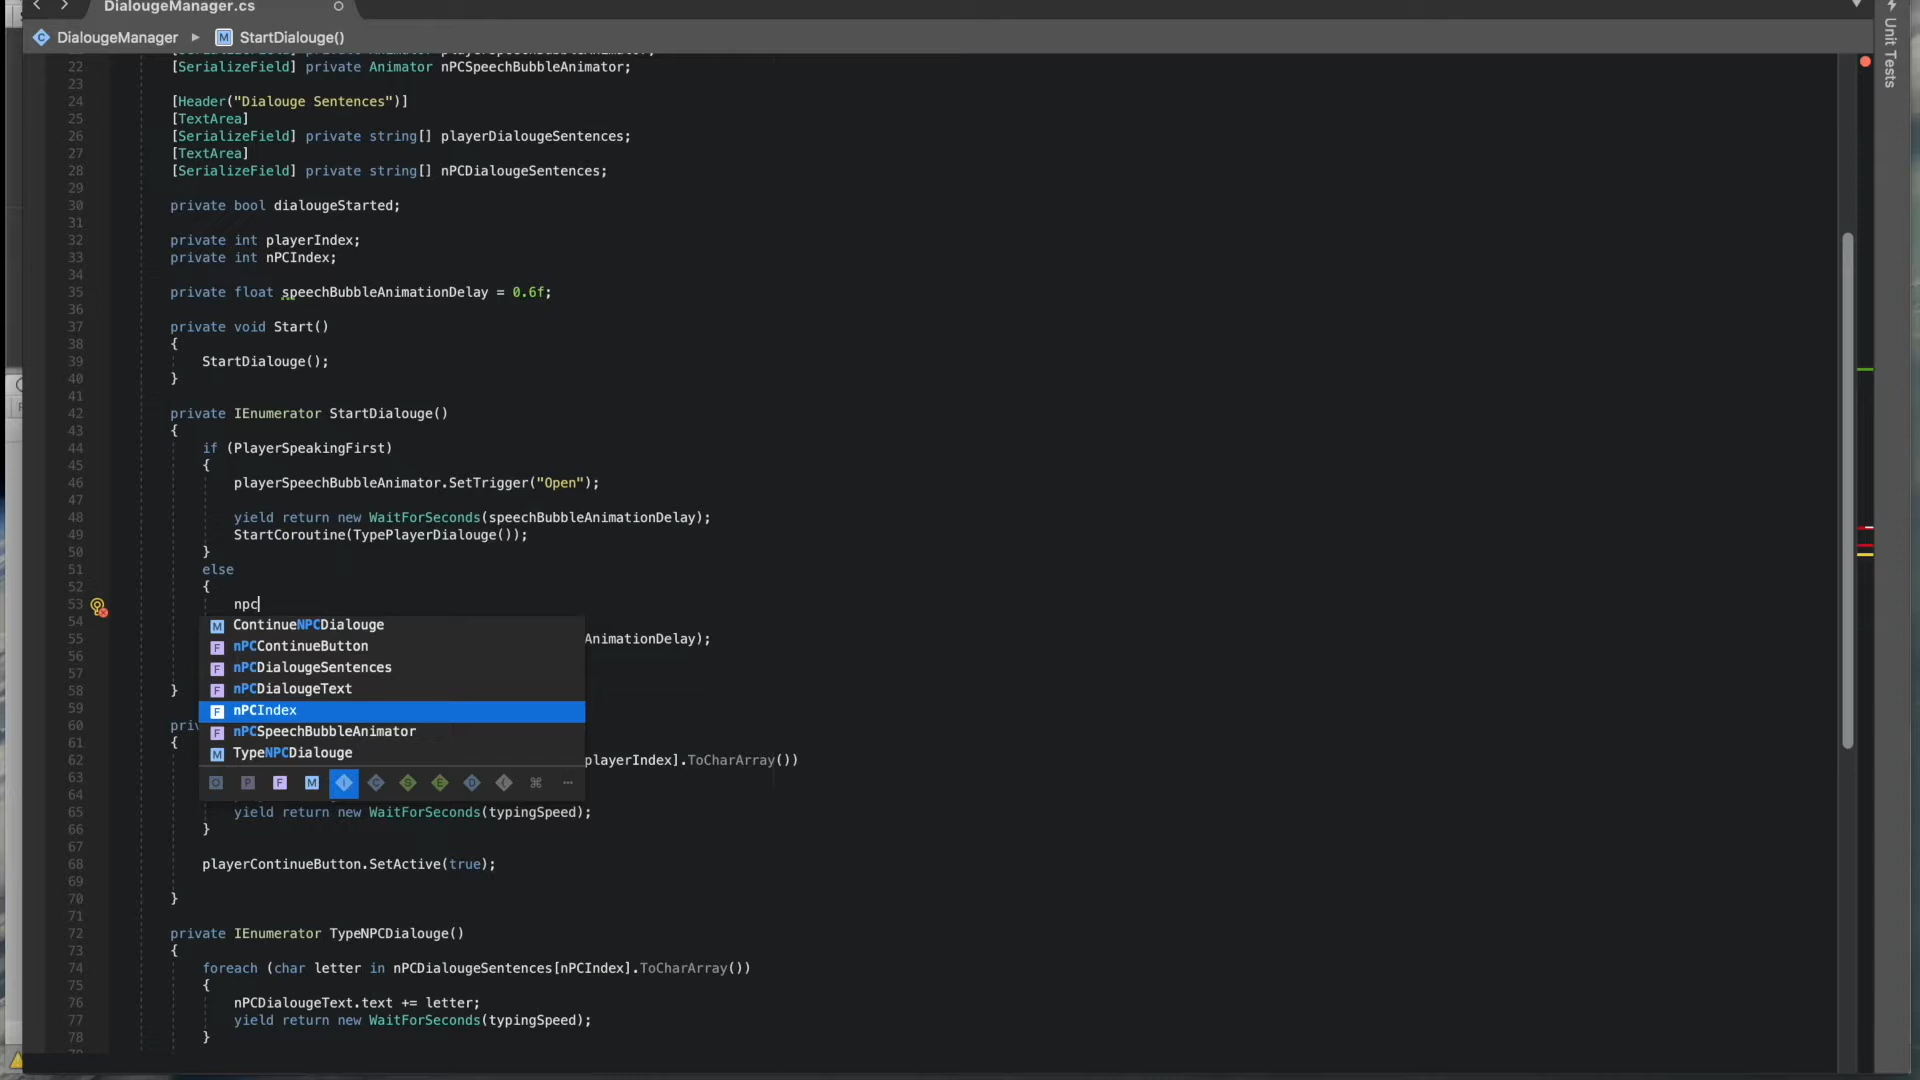 DialougeManager.cs
DialougeManager ▸ StartDialouge()
Unit Tests
22 [SerializeField] private Animator nPCSpeechBubbleAnimator;
23
24 [Header("Dialouge Sentences")]
25 [TextArea]
26 [SerializeField] private string[] playerDialougeSentences;
27 [TextArea]
28 [SerializeField] private string[] nPCDialougeSentences;
29
30 private bool dialougeStarted;
31
32 private int playerIndex;
33 private int nPCIndex;
34
35 private float speechBubbleAnimationDelay = 0.6f;
36
37 private void Start()
38 {
39 StartDialouge();
40 }
41
42 private IEnumerator StartDialouge()
43 {
44 if (PlayerSpeakingFirst)
45 {
46 playerSpeechBubbleAnimator.SetTrigger("Open");
47
48 yield return new WaitForSeconds(speechBubbleAnimationDelay);
49 StartCoroutine(TypePlayerDialouge());
50 }
51 else
52 {
53 npc
54
ContinueNPCDialouge
55 AnimationDelay);
nPCContinueButton
56
nPCDialougeSentences
57
nPCDialougeText
58 }
59
nPCIndex
60 pri
nPCSpeechBubbleAnimator
61 {
TypeNPCDialouge
62 playerIndex].ToCharArray())
63
O P F M I C S E D
64
65 yield return new WaitForSeconds(typingSpeed);
66 }
67
68 playerContinueButton.SetActive(true);
69
70 }
71
72 private IEnumerator TypeNPCDialouge()
73 {
74 foreach (char letter in nPCDialougeSentences[nPCIndex].ToCharArray())
75 {
76 nPCDialougeText.text += letter;
77 yield return new WaitForSeconds(typingSpeed);
78 }